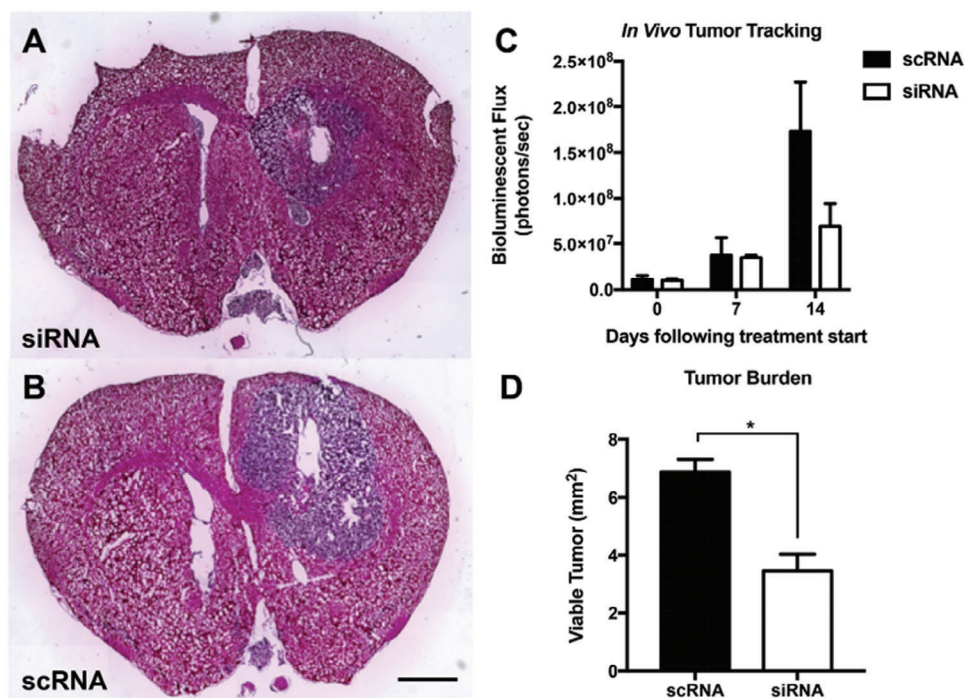 A
siRNA
B
scRNA
C
In Vivo Tumor Tracking
Bioluminescent Flux
(photons/sec)
2.5×10⁸
2.0×10⁸
1.5×10⁸
1.0×10⁸
5.0×10⁷
0.0
0 7 14
Days following treatment start
scRNA
siRNA
D
Tumor Burden
Viable Tumor (mm²)
8
6
4
2
0
*
scRNA siRNA